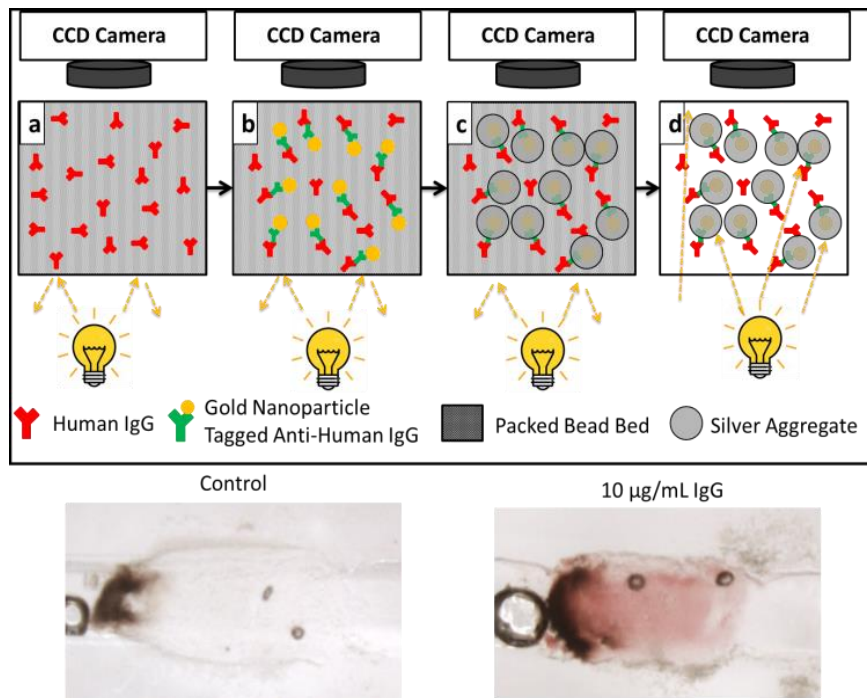 CCD Camera
CCD Camera
CCD Camera
CCD Camera
a
b
c
d
Human IgG
Gold Nanoparticle
Tagged Anti-Human IgG
Packed Bead Bed
Silver Aggregate
Control
10 µg/mL IgG